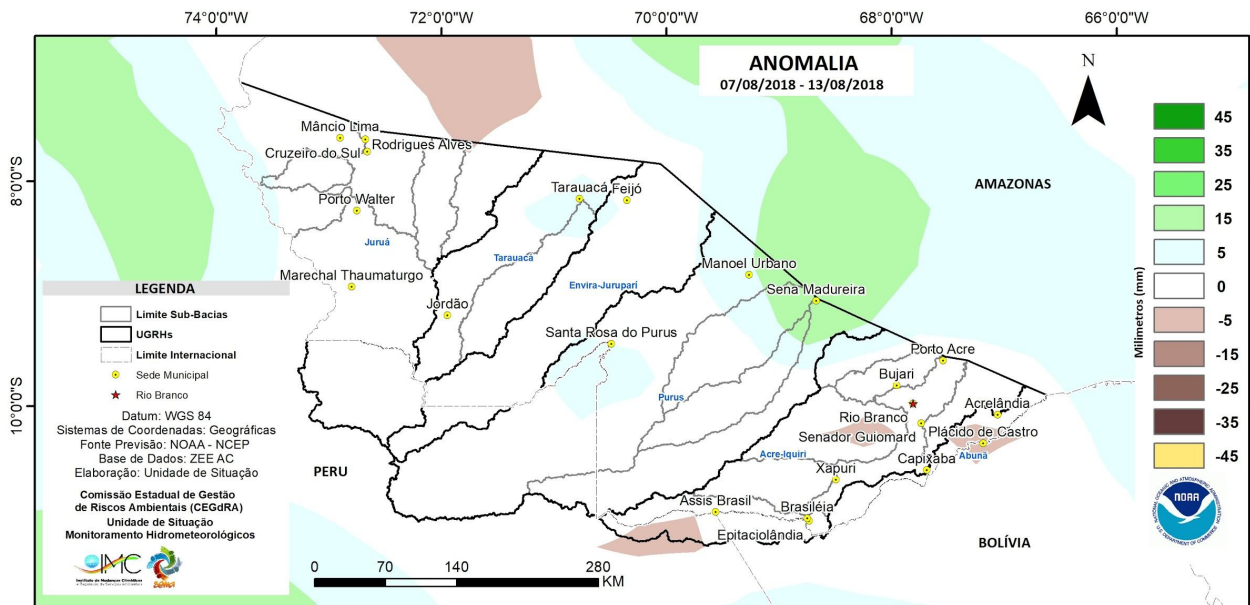 74°0'0"W 72°0'0"W 70°0'0"W 68°0'0"W 66°0'0"W
ANOMALIA
07/08/2018 - 13/08/2018
N
8°0'0"S
10°0'0"S
AMAZONAS
PERU
BOLÍVIA
Mâncio Lima
Rodrigues Alves
Cruzeiro do Sul
Porto Walter
Juruá
Marechal Thaumaturgo
Jordão
Tarauacá
Feijó
Tarauacá
Envira-Jurupari
Manoel Urbano
Sena Madureira
Santa Rosa do Purus
Purus
Porto Acre
Bujari
Rio Branco
Acrelândia
Senador Guiomard
Plácido de Castro
Acre-Iquiri
Capixaba
Abunã
Xapuri
Assis Brasil
Brasiléia
Epitaciolândia
LEGENDA
Limite Sub-Bacias
UGRHs
Limite Internacional
Sede Municipal
Rio Branco
Datum: WGS 84
Sistemas de Coordenadas: Geográficas
Fonte Previsão: NOAA - NCEP
Base de Dados: ZEE AC
Elaboração: Unidade de Situação
Comissão Estadual de Gestão
de Riscos Ambientais (CEGdRA)
Unidade de Situação
Monitoramento Hidrometeorológicos
IMC
0 70 140 280
KM
Milimetros (mm)
45
35
25
15
5
0
-5
-15
-25
-35
-45
NOAA